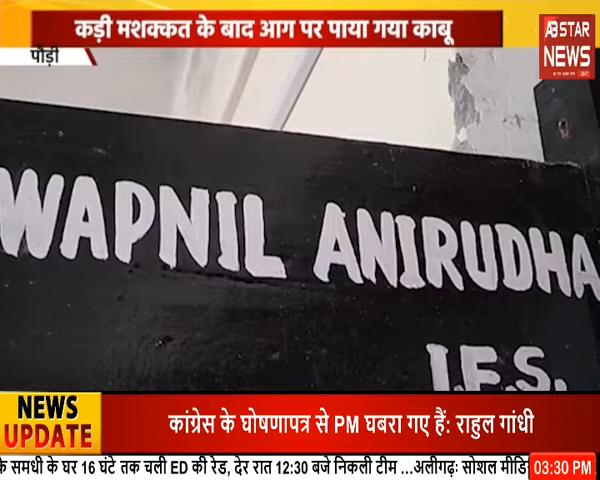 कड़ी मशक्कत के बाद आग पर पाया गया काबू
पौड़ी
ABSTAR
NEWS
WAPNIL ANIRUDHA
I.F.S.
NEWS
UPDATE
कांग्रेस के घोषणापत्र से PM घबरा गए हैं: राहुल गांधी
के समधी के घर 16 घंटे तक चली ED की रेड, देर रात 12:30 बजे निकली टीम ...अलीगढ़: सोशल मीडि
03:30 PM